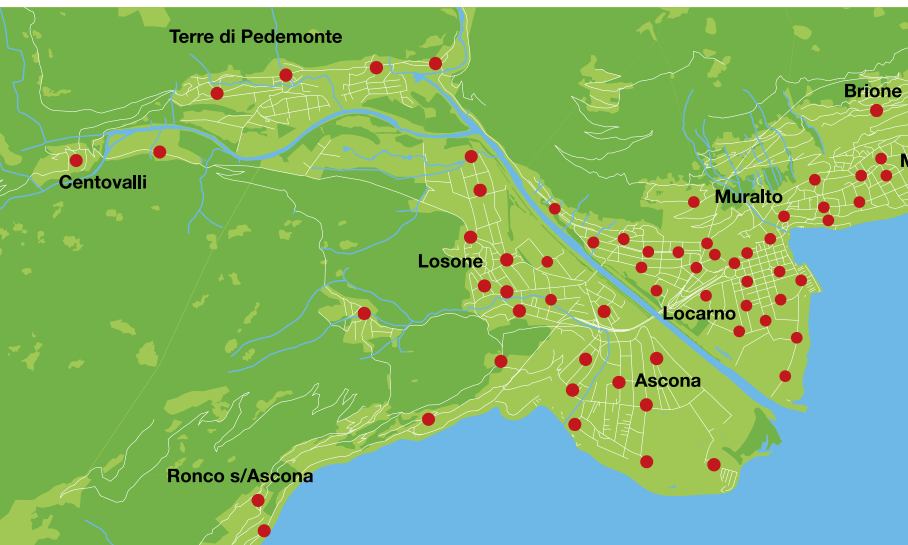 Terre di Pedemonte
Brione
M
Centovalli
Muralto
Losone
Locarno
Ascona
Ronco s/Ascona